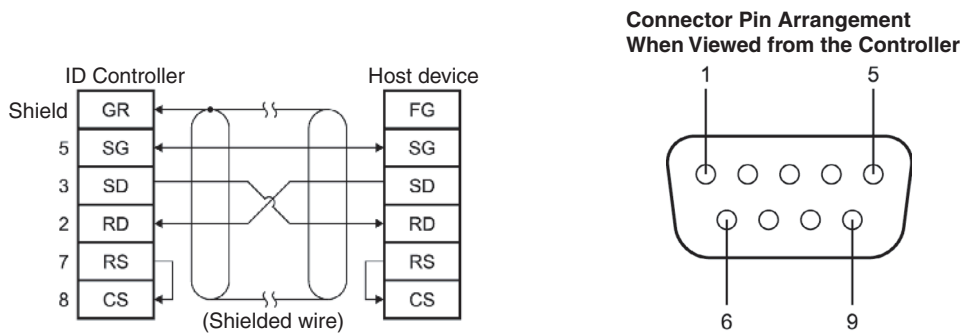 ID Controller
Host device
Shield GR FG
5 SG SG
3 SD SD
2 RD RD
7 RS RS
8 CS CS
(Shielded wire)
Connector Pin Arrangement
When Viewed from the Controller
1 5
6 9